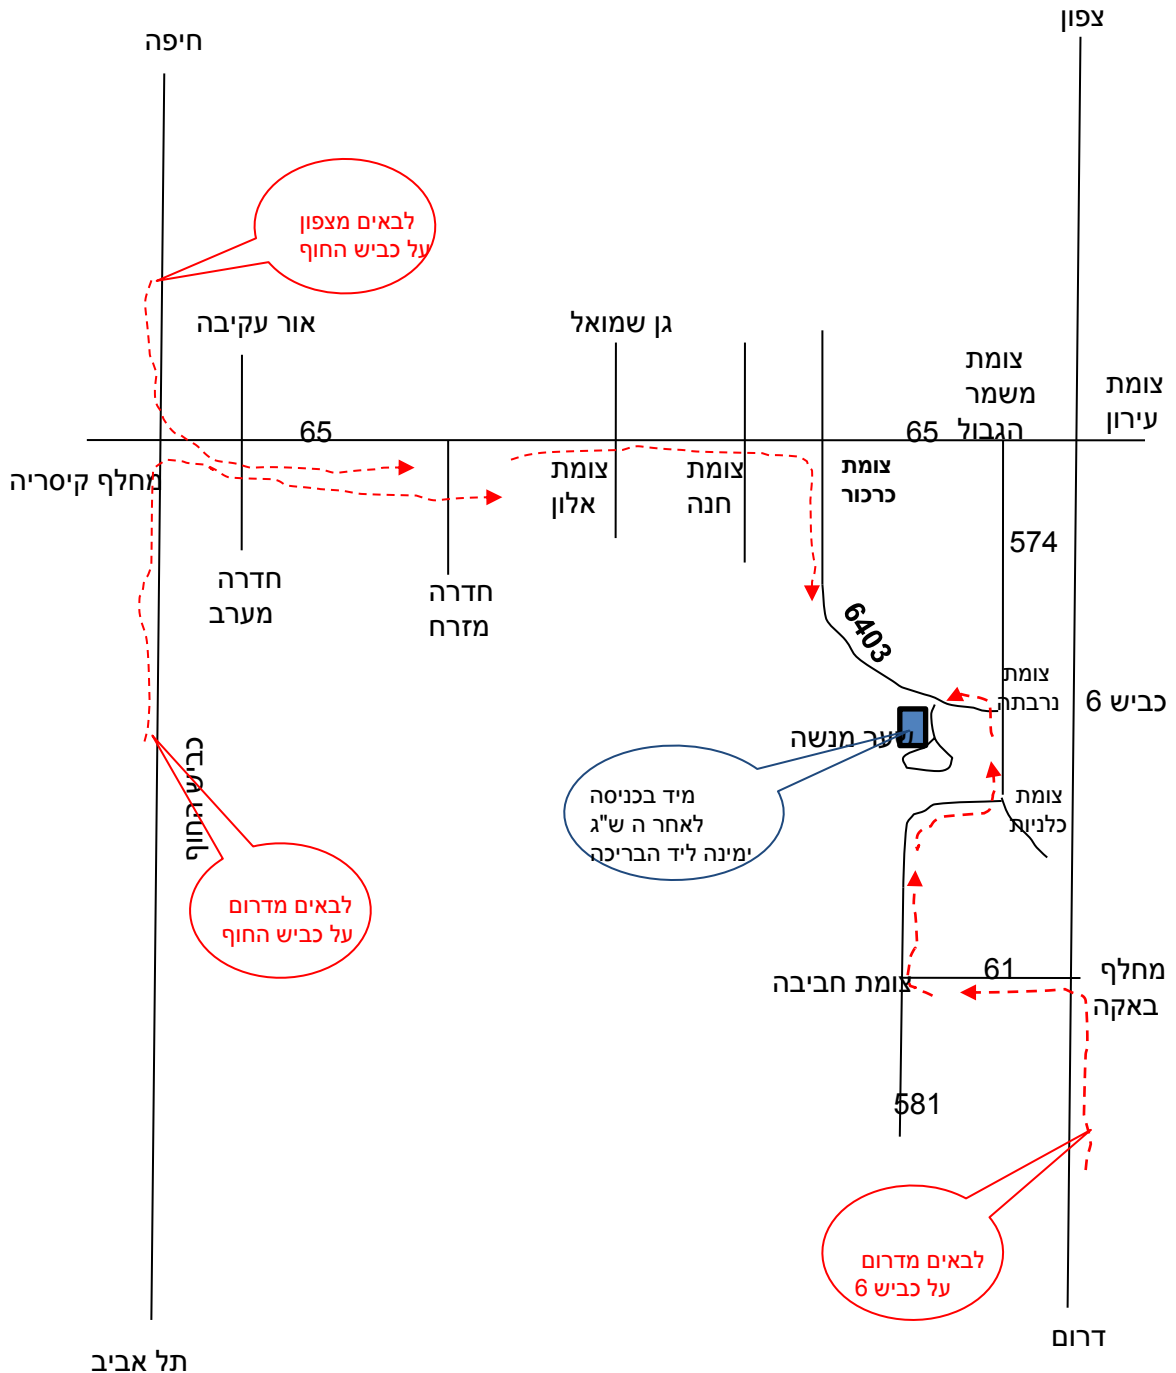 צפון
חיפה
לבאים מצפון
על כביש החוף
אור עקיבה
גן שמואל
צומת
משמר
הגבול
צומת
עירון
65
65
מחלף קיסריה
צומת
אלון
צומת
חנה
צומת
כרכור
574
חדרה
מערב
חדרה
מזרח
6403
צומת
נרבתה
כביש 6
שער מנשה
כביש החוף
מיד בכניסה
לאחר ה ש"ג
ימינה ליד הבריכה
צומת
כלניות
לבאים מדרום
על כביש החוף
61
צומת חביבה
מחלף
באקה
581
לבאים מדרום
על כביש 6
דרום
תל אביב